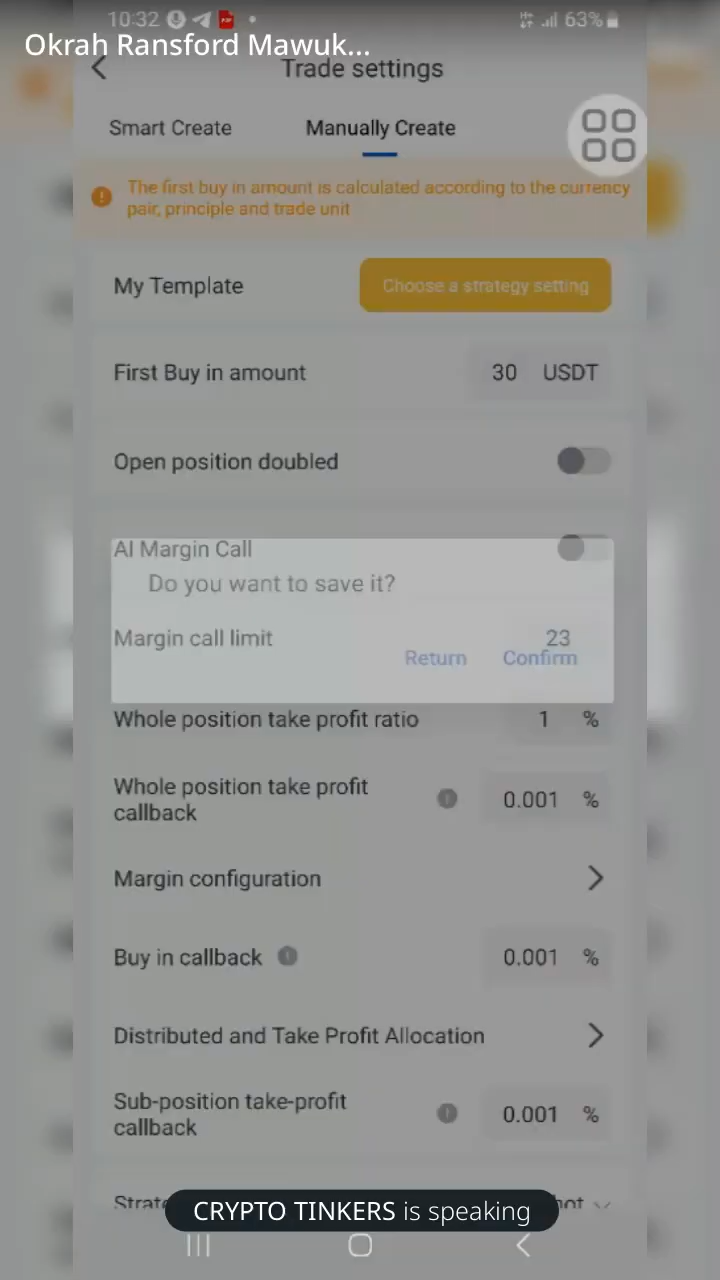 10:32 63%
Okrah Ransford Mawuk...
Trade settings
Smart Create Manually Create
The first buy in amount is calculated according to the currency
pair, principle and trade unit
My Template Choose a strategy setting
First Buy in amount 30 USDT
Open position doubled
AI Margin Call
Do you want to save it?
Margin call limit 23
Return Confirm
Whole position take profit ratio 1 %
Whole position take profit
callback 0.001 %
Margin configuration
Buy in callback 0.001 %
Distributed and Take Profit Allocation
Sub-position take-profit
callback 0.001 %
CRYPTO TINKERS is speaking